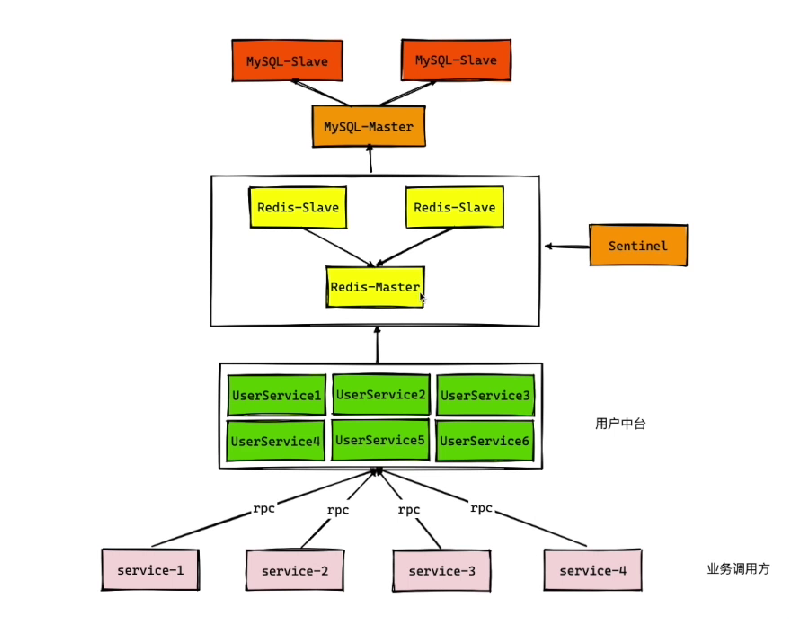 MySQL-Slave
MySQL-Slave
MySQL-Master
Redis-Slave
Redis-Slave
Sentinel
Redis-Master
UserService1
UserService2
UserService3
用户中台
UserService4
UserService5
UserService6
rpc
rpc
rpc
rpc
service-1
service-2
service-3
service-4
业务调用方